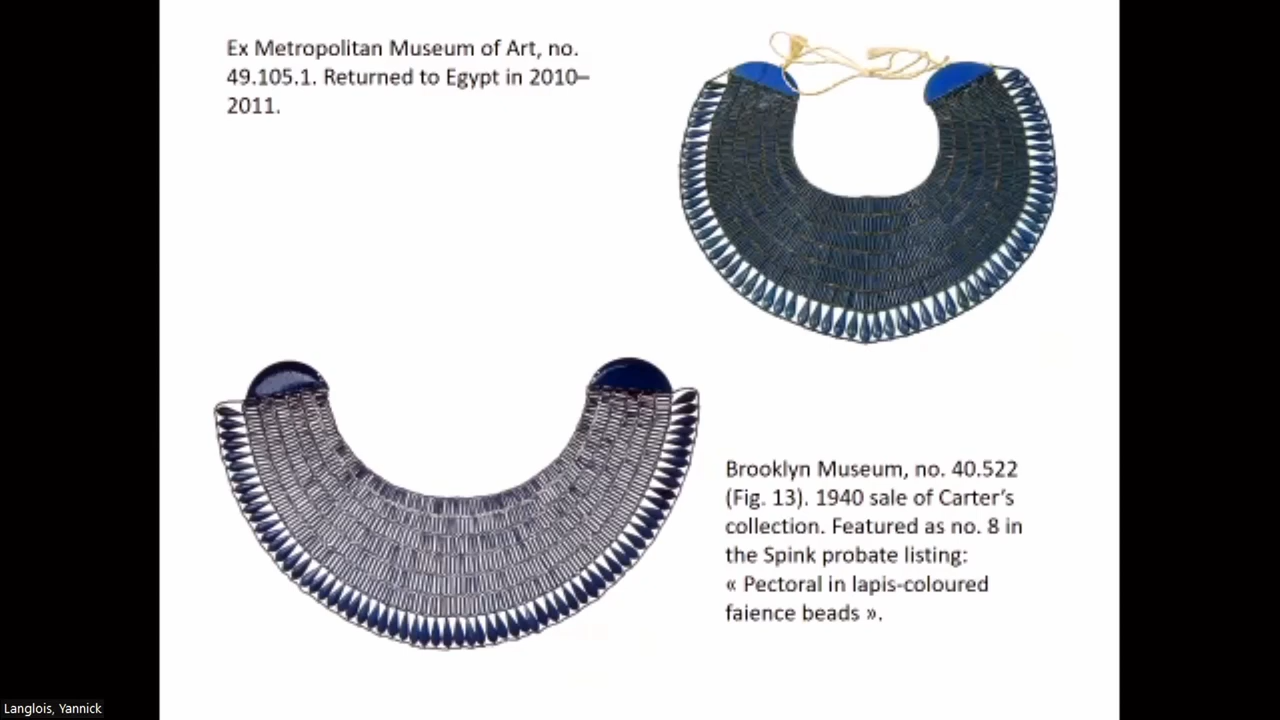 Ex Metropolitan Museum of Art, no.
49.105.1. Returned to Egypt in 2010–
2011.
Brooklyn Museum, no. 40.522
(Fig. 13). 1940 sale of Carter’s
collection. Featured as no. 8 in
the Spink probate listing:
« Pectoral in lapis-coloured
faience beads ».
Langlois, Yannick